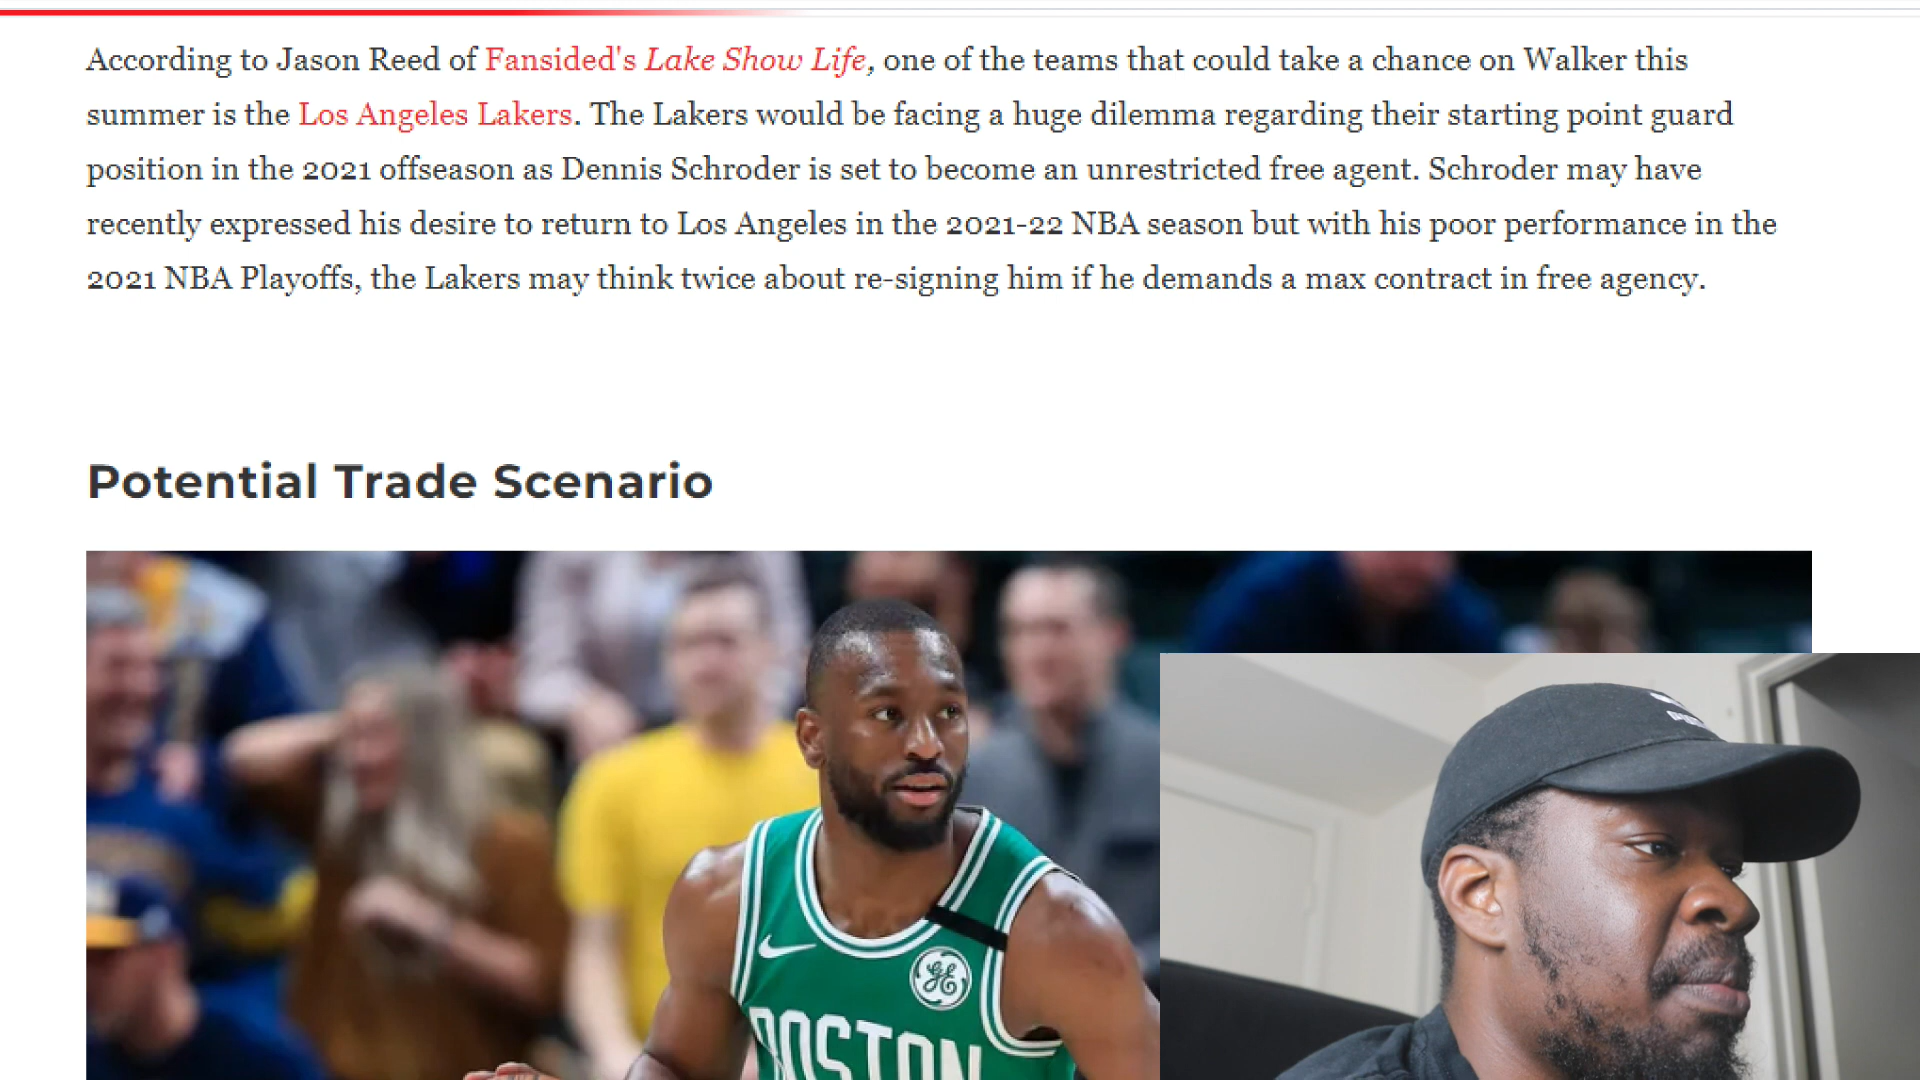 According to Jason Reed of Fansided's Lake Show Life, one of the teams that could take a chance on Walker this
summer is the Los Angeles Lakers. The Lakers would be facing a huge dilemma regarding their starting point guard
position in the 2021 offseason as Dennis Schroder is set to become an unrestricted free agent. Schroder may have
recently expressed his desire to return to Los Angeles in the 2021-22 NBA season but with his poor performance in the
2021 NBA Playoffs, the Lakers may think twice about re-signing him if he demands a max contract in free agency.
Potential Trade Scenario
GE
BOSTON